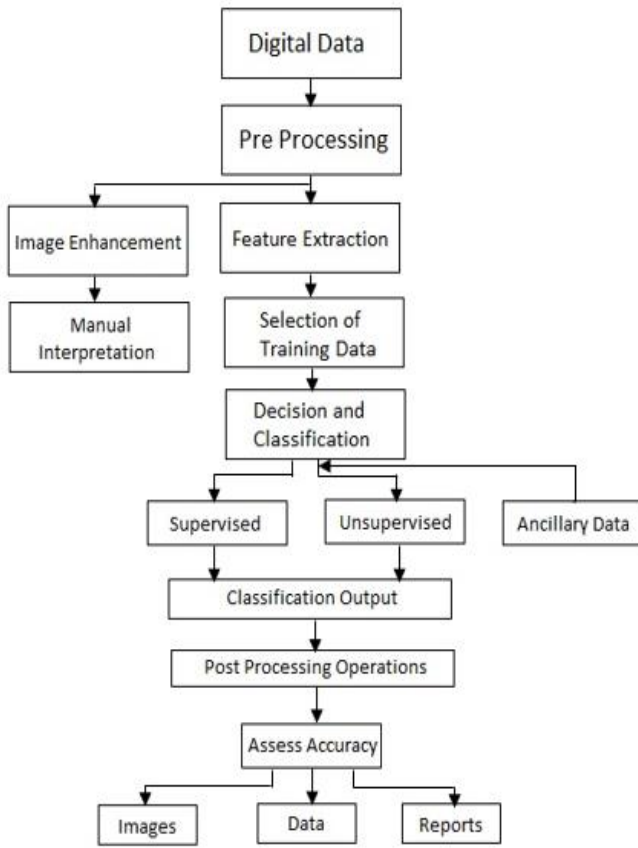 Digital Data
Pre Processing
Image Enhancement
Feature Extraction
Manual
Interpretation
Selection of
Training Data
Decision and
Classification
Supervised
Unsupervised
Ancillary Data
Classification Output
Post Processing Operations
Assess Accuracy
Images
Data
Reports